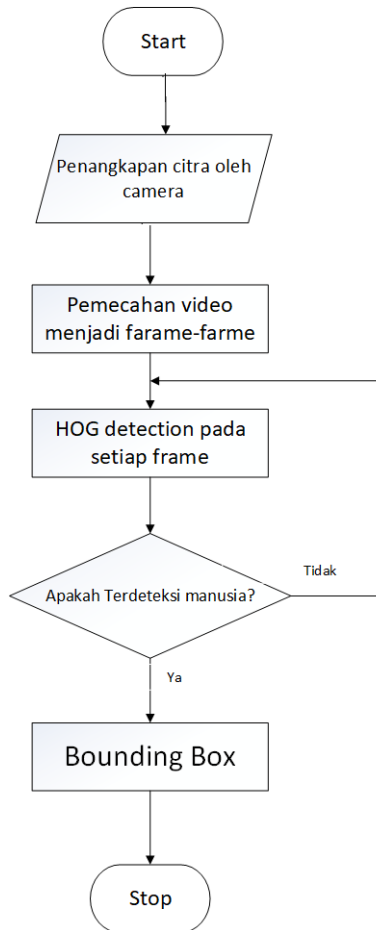 Start
Penangkapan citra oleh
camera
Pemecahan video
menjadi farame-farme
HOG detection pada
setiap frame
Apakah Terdeteksi manusia?
Tidak
Ya
Bounding Box
Stop